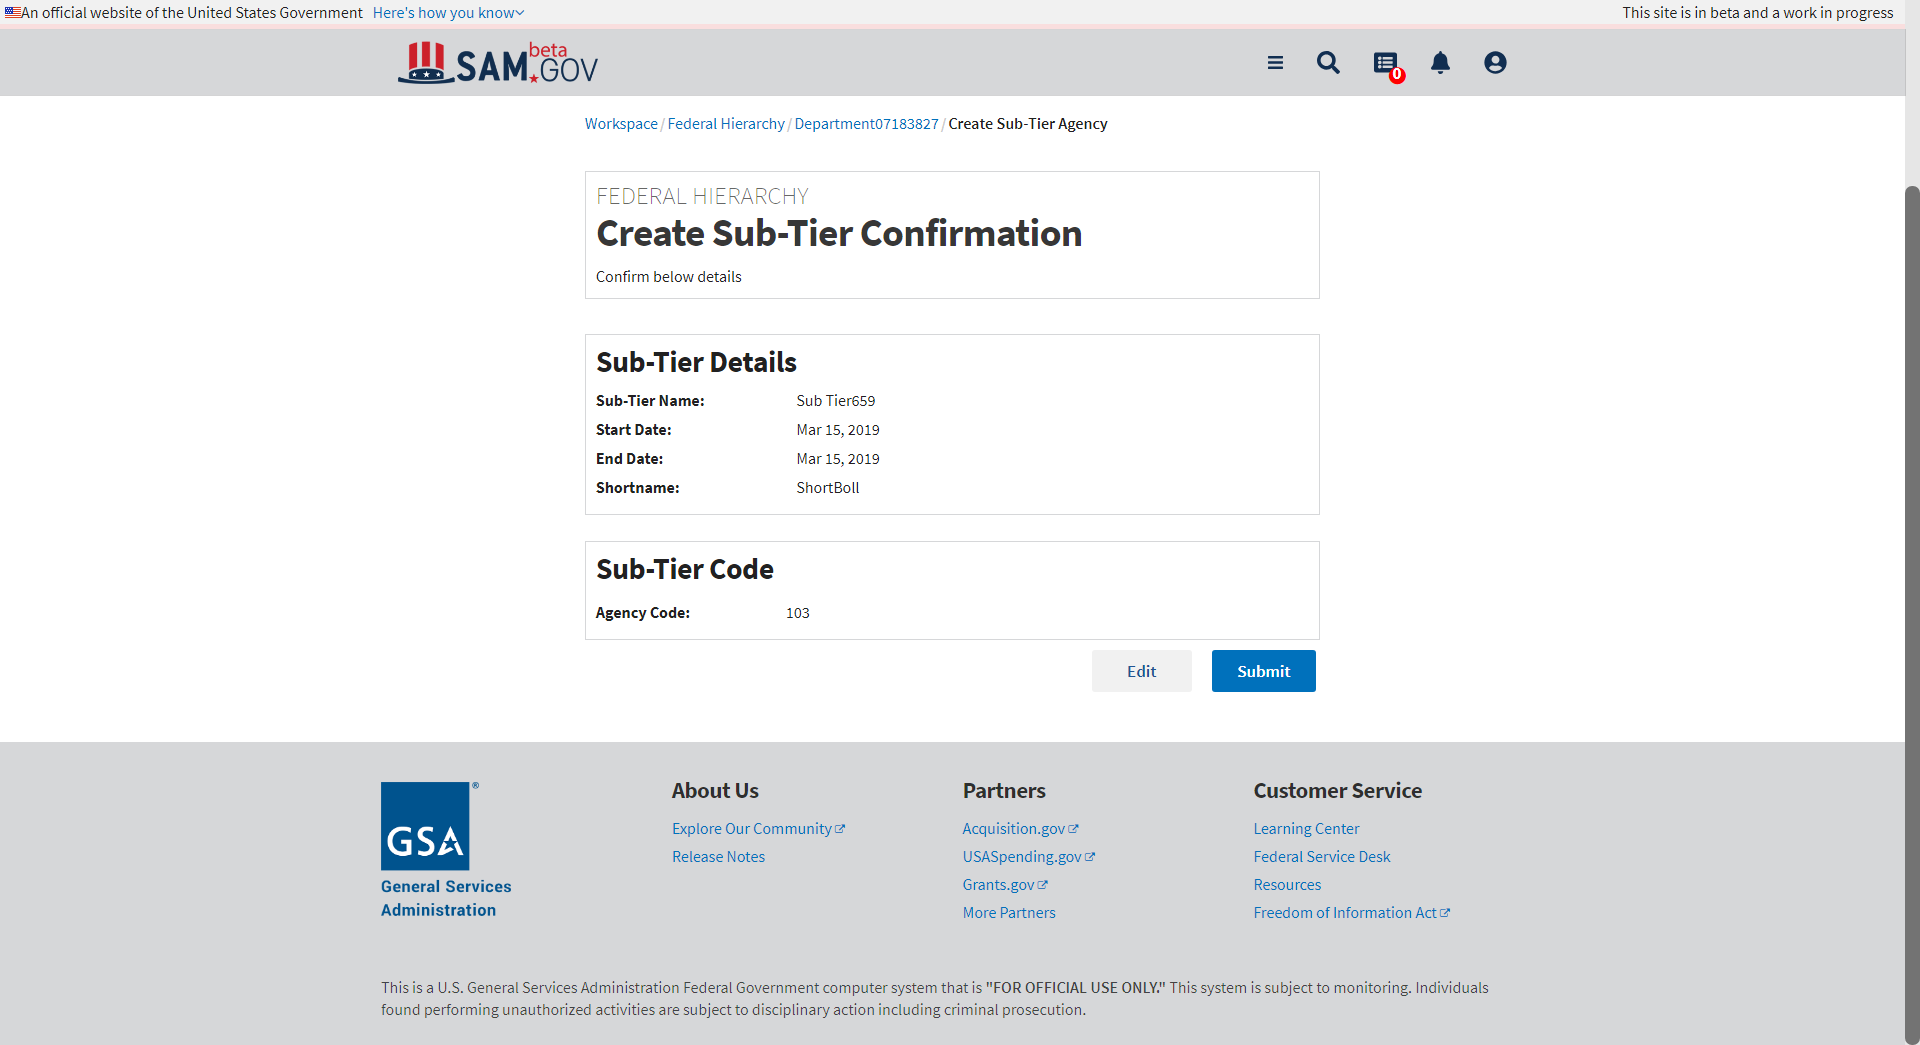 An official website of the United States Government Here's how you know
This site is in beta and a work in progress
SAM.GOV beta
0
Workspace / Federal Hierarchy / Department07183827 / Create Sub-Tier Agency
FEDERAL HIERARCHY
Create Sub-Tier Confirmation
Confirm below details
Sub-Tier Details
Sub-Tier Name: Sub Tier659
Start Date: Mar 15, 2019
End Date: Mar 15, 2019
Shortname: ShortBoll
Sub-Tier Code
Agency Code: 103
Edit Submit
GSA®
General Services
Administration
About Us
Explore Our Community
Release Notes
Partners
Acquisition.gov
USASpending.gov
Grants.gov
More Partners
Customer Service
Learning Center
Federal Service Desk
Resources
Freedom of Information Act
This is a U.S. General Services Administration Federal Government computer system that is "FOR OFFICIAL USE ONLY." This system is subject to monitoring. Individuals
found performing unauthorized activities are subject to disciplinary action including criminal prosecution.